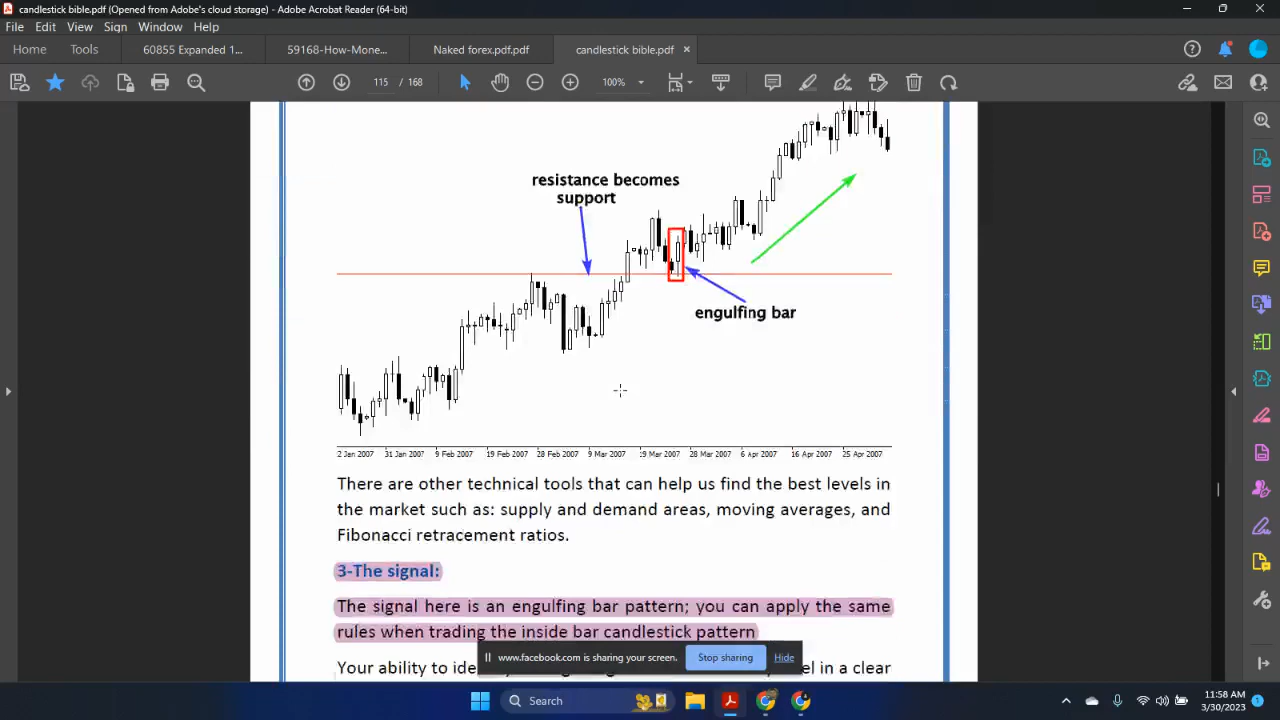 candlestick bible.pdf (Opened from Adobe's cloud storage) - Adobe Acrobat Reader (64-bit)
File Edit View Sign Window Help
Home Tools 60855 Expanded 1... 59168-How-Mone... Naked forex.pdf.pdf candlestick bible.pdf ×
115 / 168 100%
resistance becomes
support
engulfing bar
2 Jan 2007 31 Jan 2007 9 Feb 2007 19 Feb 2007 28 Feb 2007 9 Mar 2007 19 Mar 2007 28 Mar 2007 6 Apr 2007 16 Apr 2007 25 Apr 2007
There are other technical tools that can help us find the best levels in
the market such as: supply and demand areas, moving averages, and
Fibonacci retracement ratios.
3-The signal:
The signal here is an engulfing bar pattern; you can apply the same
rules when trading the inside bar candlestick pattern
www.facebook.com is sharing your screen. Stop sharing Hide
Your ability to in a clear
Search
11:58 AM
3/30/2023